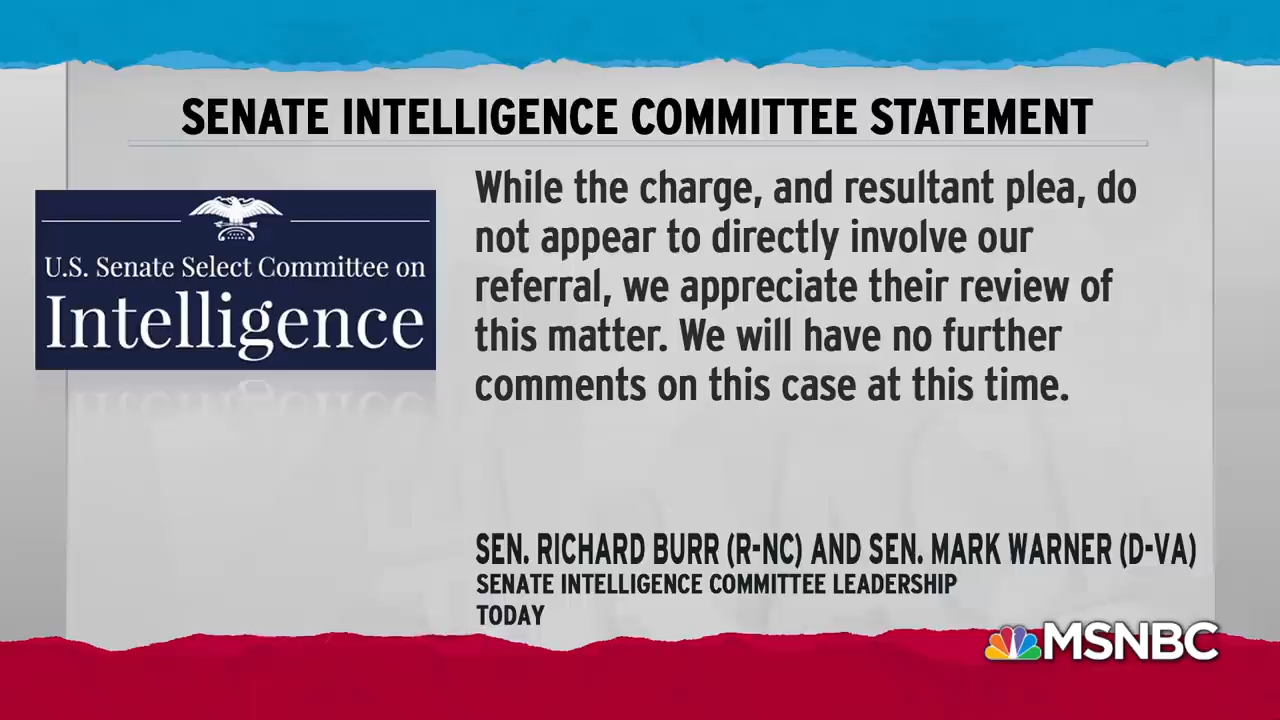 SENATE INTELLIGENCE COMMITTEE STATEMENT
U.S. Senate Select Committee on
Intelligence
While the charge, and resultant plea, do
not appear to directly involve our
referral, we appreciate their review of
this matter. We will have no further
comments on this case at this time.
SEN. RICHARD BURR (R-NC) AND SEN. MARK WARNER (D-VA)
SENATE INTELLIGENCE COMMITTEE LEADERSHIP
TODAY
MSNBC